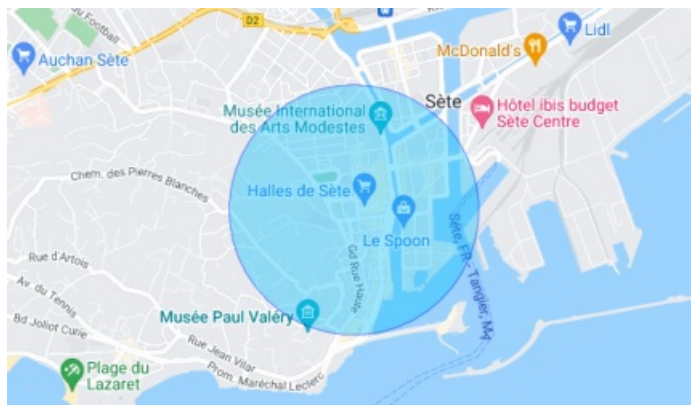 du Football
D2
Lidl
McDonald's
Auchan Sète
Sète
Hôtel ibis budget
Sète Centre
Musée International
des Arts Modestes
Chem. des Pierres Blanches
Halles de Sète
Le Spoon
Sète, FR - Tangier, M
Gd Rue Haute
Rue d'Artois
Av. du Tennis
Bd Joliot Curie
Musée Paul Valéry
Rue Jean Vilar
Prom. Maréchal Leclerc
Plage du
Lazaret